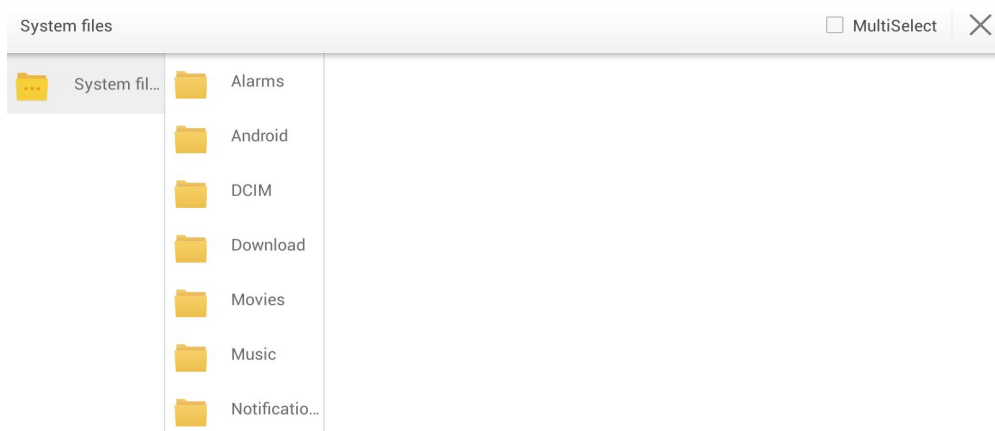 System files
MultiSelect
System fil...
Alarms
Android
DCIM
Download
Movies
Music
Notificatio...